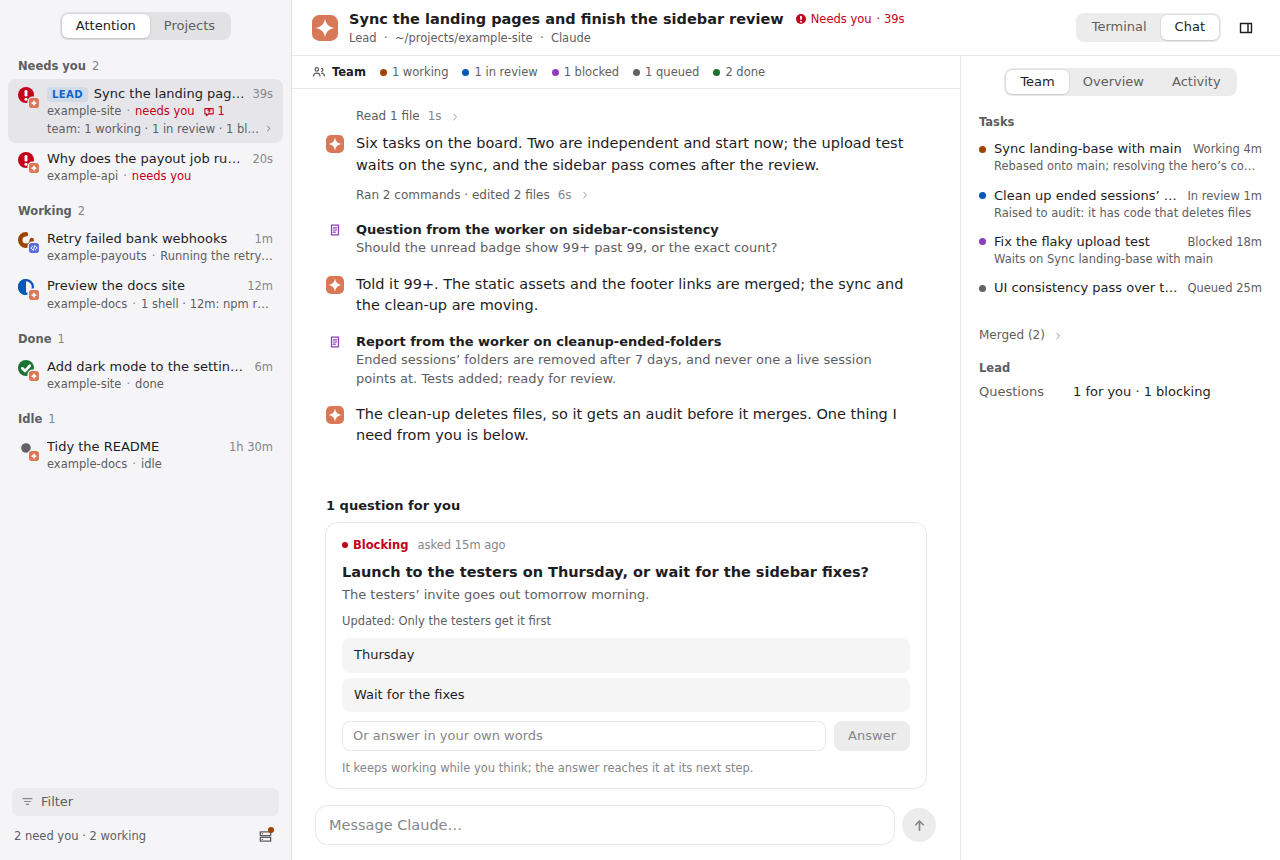 Attention
Projects
Needs you 2
LEAD Sync the landing pag… 39s
example-site · needs you 1
team: 1 working · 1 in review · 1 bl…
Why does the payout job ru… 20s
example-api · needs you
Working 2
Retry failed bank webhooks 1m
example-payouts · Running the retry…
Preview the docs site 12m
example-docs · 1 shell · 12m: npm r…
Done 1
Add dark mode to the settin… 6m
example-site · done
Idle 1
Tidy the README 1h 30m
example-docs · idle
Filter
2 need you · 2 working
Sync the landing pages and finish the sidebar review Needs you · 39s
Lead · ~/projects/example-site · Claude
Terminal
Chat
Team 1 working 1 in review 1 blocked 1 queued 2 done
Read 1 file 1s
Six tasks on the board. Two are independent and start now; the upload test
waits on the sync, and the sidebar pass comes after the review.
Ran 2 commands · edited 2 files 6s
Question from the worker on sidebar-consistency
Should the unread badge show 99+ past 99, or the exact count?
Told it 99+. The static assets and the footer links are merged; the sync and
the clean-up are moving.
Report from the worker on cleanup-ended-folders
Ended sessions’ folders are removed after 7 days, and never one a live session
points at. Tests added; ready for review.
The clean-up deletes files, so it gets an audit before it merges. One thing I
need from you is below.
1 question for you
Blocking asked 15m ago
Launch to the testers on Thursday, or wait for the sidebar fixes?
The testers’ invite goes out tomorrow morning.
Updated: Only the testers get it first
Thursday
Wait for the fixes
Or answer in your own words
Answer
It keeps working while you think; the answer reaches it at its next step.
Message Claude…
Team
Overview
Activity
Tasks
Sync landing-base with main Working 4m
Rebased onto main; resolving the hero’s co…
Clean up ended sessions’ … In review 1m
Raised to audit: it has code that deletes files
Fix the flaky upload test Blocked 18m
Waits on Sync landing-base with main
UI consistency pass over t… Queued 25m
Merged (2)
Lead
Questions 1 for you · 1 blocking